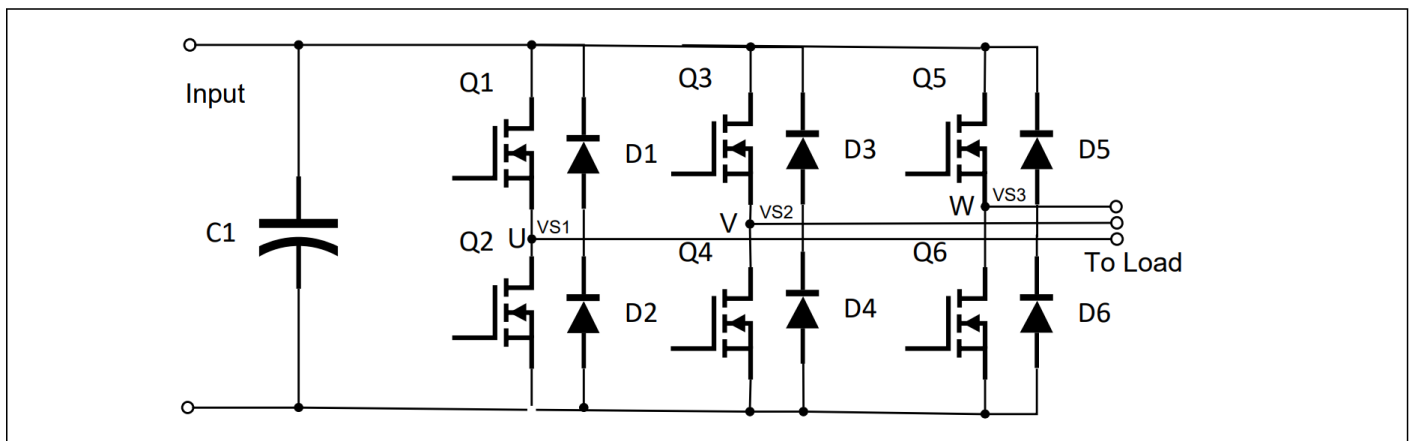 Q1
Q3
Q5
Input
D1
D3
D5
C1
Q2
U
VS1
V
VS2
W
VS3
Q4
Q6
To Load
D2
D4
D6